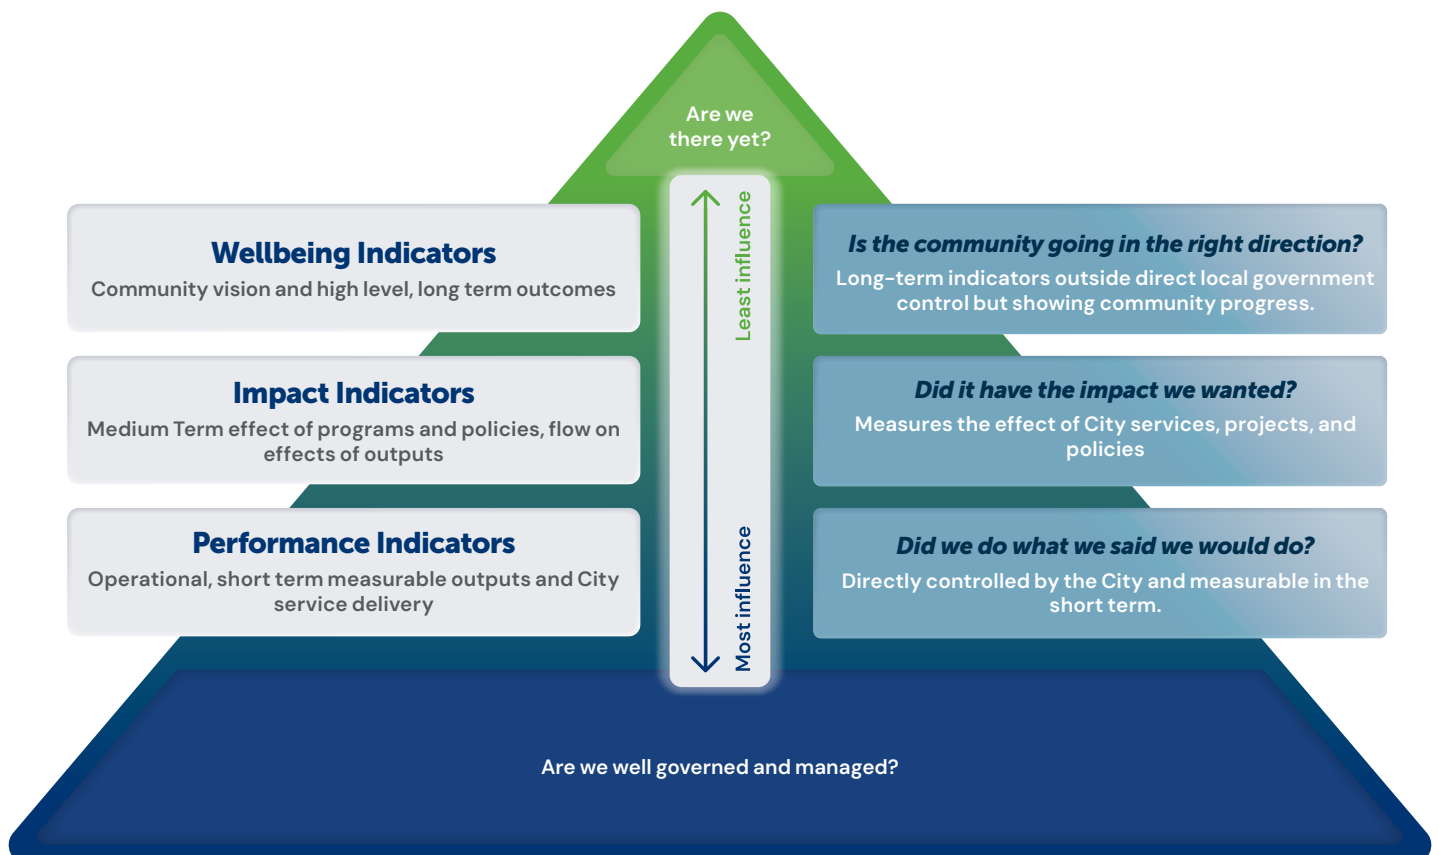 Are we
there yet?
Least influence
Most influence
Wellbeing Indicators
Community vision and high level, long term outcomes
Is the community going in the right direction?
Long-term indicators outside direct local government
control but showing community progress.
Impact Indicators
Medium Term effect of programs and policies, flow on
effects of outputs
Did it have the impact we wanted?
Measures the effect of City services, projects, and
policies
Performance Indicators
Operational, short term measurable outputs and City
service delivery
Did we do what we said we would do?
Directly controlled by the City and measurable in the
short term.
Are we well governed and managed?